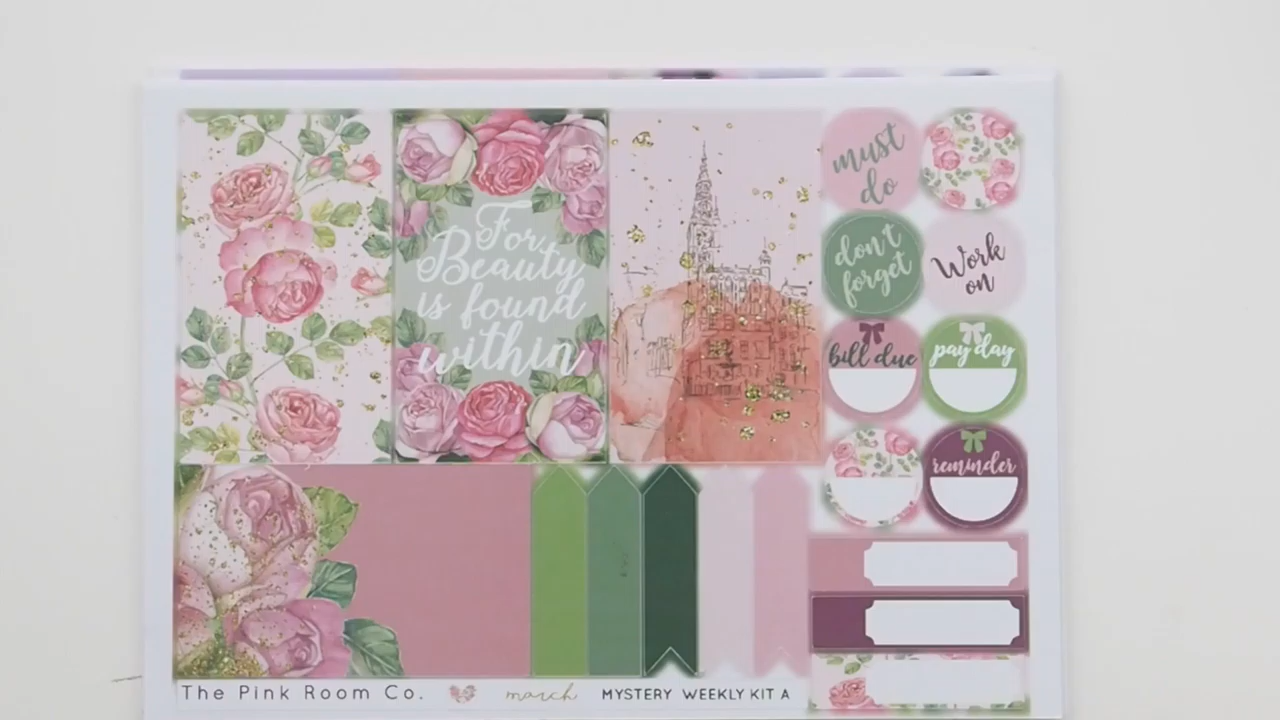 For
Beauty
is found
within
must
do
don't
forget
Work
on
bill due
pay day
reminder
The Pink Room Co.
march
MYSTERY WEEKLY KIT A